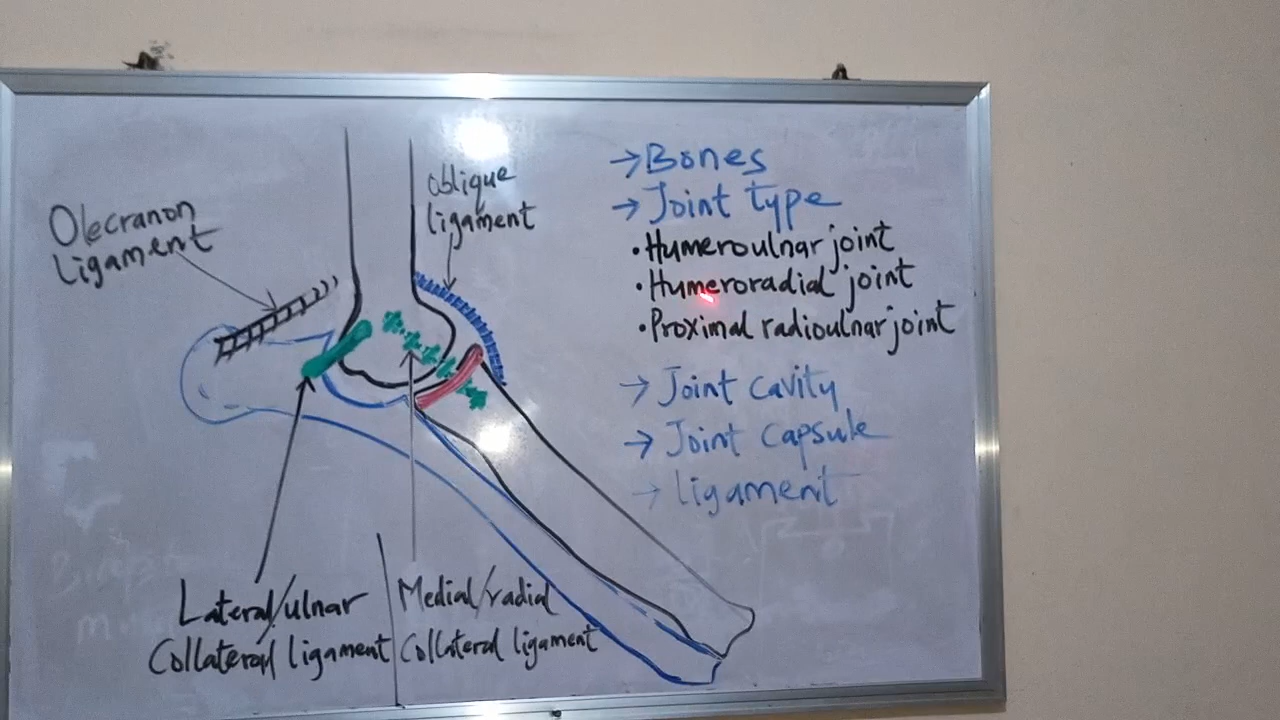 Olecranon
Ligament
oblique
ligament
Lateral/ulnar
Collateral ligament
Medial/radial
Collateral ligament
→ Bones
→ Joint type
• Humeroulnar joint
• Humeroradial joint
• Proximal radioulnar joint
→ Joint cavity
→ Joint capsule
→ ligament